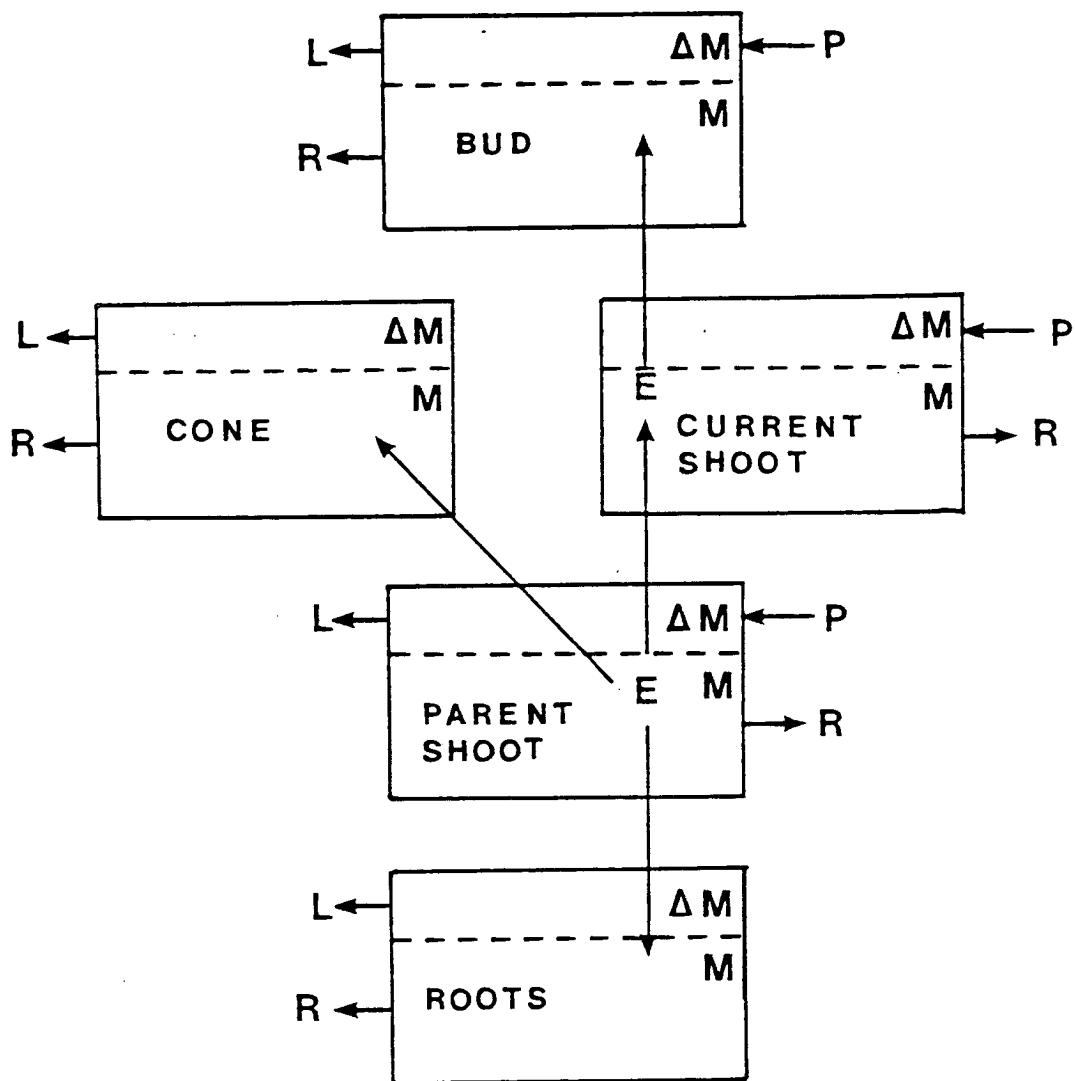 L ΔM P
M
R BUD
L ΔM ΔM P
M E M
R CONE CURRENT R
SHOOT
L ΔM P
E M
PARENT R
SHOOT
L ΔM
M
R ROOTS